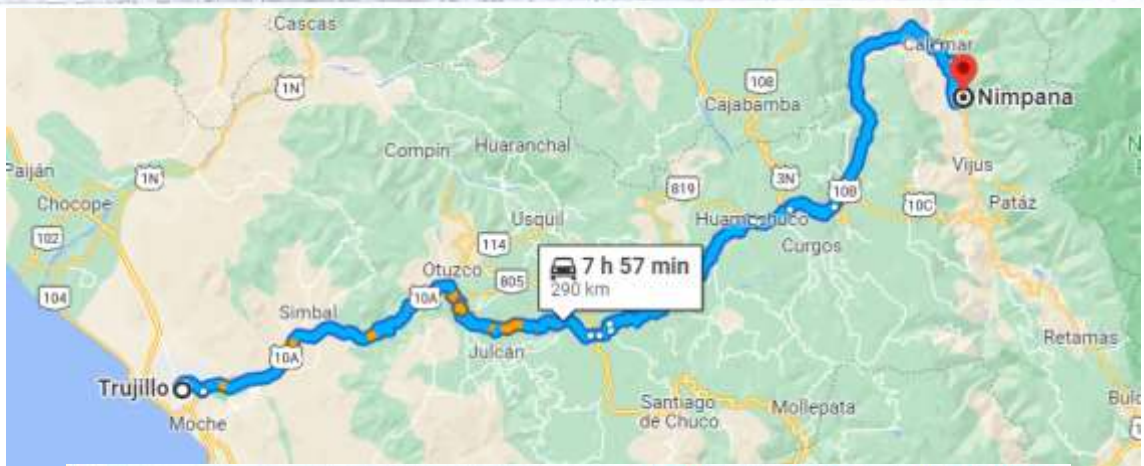 Cascas
1N
Calemar
10B
Cajabamba
Nimpana
Compin
Huaranchal
Paiján
1N
3N
Vijus
819
10B
Chocope
10C
Pataz
Usquil
Huamachuco
102
114
Curgos
7 h 57 min
290 km
Otuzco
805
104
10A
Simbal
Retamas
Julcán
10A
Trujillo
Santiago
de Chuco
Mollepata
Moche